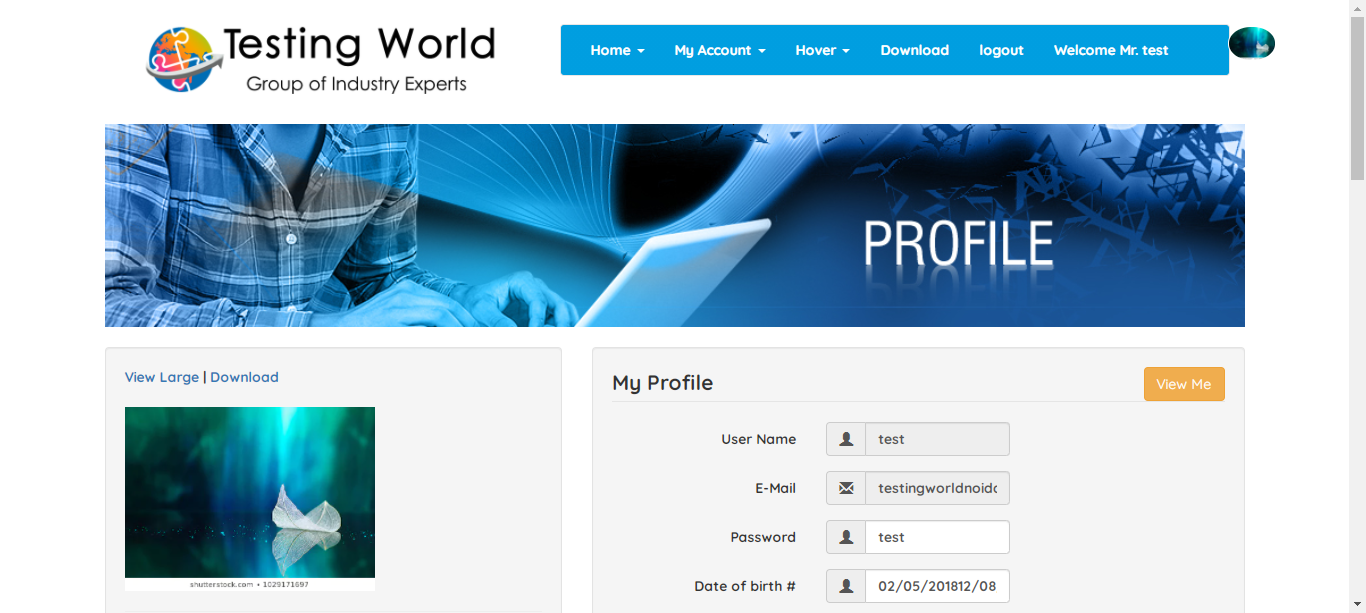 Testing World
Group of Industry Experts
Home My Account Hover Download logout Welcome Mr. test
PROFILE
View Large | Download
shutterstock.com • 1029171697
My Profile
View Me
User Name test
E-Mail testingworldnoida
Password test
Date of birth # 02/05/201812/08